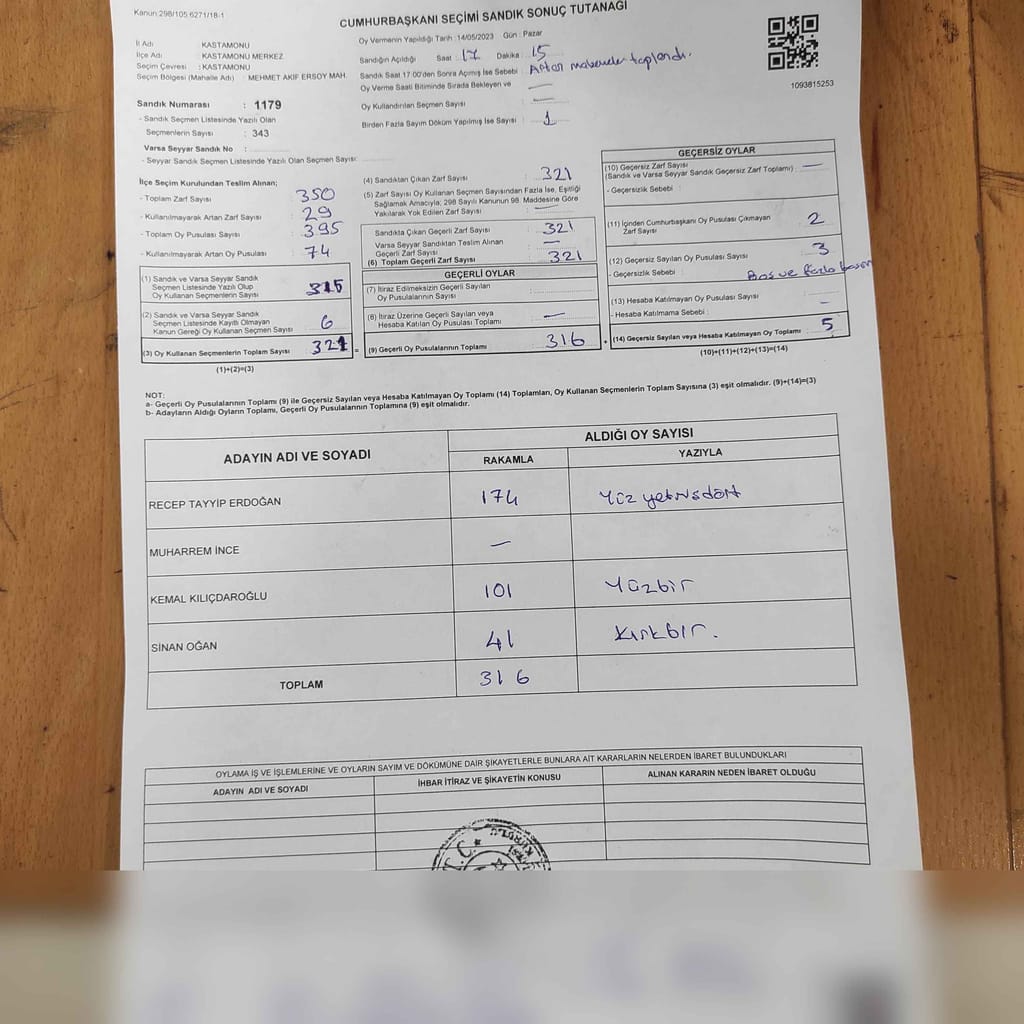 Kanun 298/105.6271/18-1
CUMHURBAŞKANI SEÇİMİ SANDIK SONUÇ TUTANAĞI
İl Adı KASTAMONU
İlçe Adı KASTAMONU MERKEZ
Seçim Çevresi : KASTAMONU
Seçim Bölgesi (Mahalle Adı) : MEHMET AKİF ERSOY MAH.
Oy Vermenin Yapıldığı Tarih :14/05/2023 Gün : Pazar
Sandığın Açıldığı Saat : 17 Dakika : 15
Sandık Saat 17.00'den Sonra Açımış İse Sebebi : Artan toplandı.
Oy Verme Saati Bitiminde Sırada Bekleyen ve —
Oy Kullandırılan Seçmen Sayısı : —
Birden Fazla Sayım Döküm Yapılmış İse Sayısı : 1
1093815253
Sandık Numarası : 1179
- Sandık Seçmen Listesinde Yazılı Olan
Seçmenlerin Sayısı : 343
Varsa Seyyar Sandık No :
- Seyyar Sandık Seçmen Listesinde Yazılı Olan Seçmen Sayısı:
İlçe Seçim Kurulundan Teslim Alınan;
- Toplam Zarf Sayısı 350
- Kullanılmayarak Artan Zarf Sayısı : 29
- Toplam Oy Pusulası Sayısı : 395
- Kullanılmayarak Artan Oy Pusulası : 74
(1) Sandık ve Varsa Seyyar Sandık
Seçmen Listesinde Yazılı Olup
Oy Kullanan Seçmenlerin Sayısı 315
(2) Sandık ve Varsa Seyyar Sandık
Seçmen Listesinde Kayıtlı Olmayan
Kanun Gereği Oy Kullanan Seçmen Sayısı 6
(3) Oy Kullanan Seçmenlerin Toplam Sayısı 321 =
(1)+(2)=(3)
(4) Sandıktan Çıkan Zarf Sayısı : 321
(5) Zarf Sayısı Oy Kullanan Seçmen Sayısından Fazla İse, Eşitliği
Sağlamak Amacıyla; 298 Sayılı Kanunun 98. Maddesine Göre
Yakılarak Yok Edilen Zarf Sayısı : —
Sandıkta Çıkan Geçerli Zarf Sayısı : 321
Varsa Seyyar Sandıktan Teslim Alınan
Geçerli Zarf Sayısı : —
(6) Toplam Geçerli Zarf Sayısı : 321
GEÇERLİ OYLAR
(7) İtiraz Edilmeksizin Geçerli Sayılan
Oy Pusulalarının Sayısı :
(8) İtiraz Üzerine Geçerli Sayılan veya
Hesaba Katılan Oy Pusulası Toplamı : —
(9) Geçerli Oy Pusulalarının Toplamı : 316
GEÇERSİZ OYLAR
(10) Geçersiz Zarf Sayısı
(Sandık ve Varsa Seyyar Sandık Geçersiz Zarf Toplamı) : —
- Geçersizlik Sebebi :
(11) İçinden Cumhurbaşkanı Oy Pusulası Çıkmayan
Zarf Sayısı : 2
(12) Geçersiz Sayılan Oy Pusulası Sayısı : 3
- Geçersizlik Sebebi : Boş ve fazla
(13) Hesaba Katılmayan Oy Pusulası Sayısı : —
- Hesaba Katılmama Sebebi :
(14) Geçersiz Sayılan veya Hesaba Katılmayan Oy Toplamı : 5
(10)+(11)+(12)+(13)=(14)
NOT:
a- Geçerli Oy Pusulalarının Toplamı (9) ile Geçersiz Sayılan veya Hesaba Katılmayan Oy Toplamı (14) Toplamları, Oy Kullanan Seçmenlerin Toplam Sayısına (3) eşit olmalıdır. (9)+(14)=(3)
b- Adayların Aldığı Oyların Toplamı, Geçerli Oy Pusulalarının Toplamına (9) eşit olmalıdır.
ADAYIN ADI VE SOYADI
ALDIĞI OY SAYISI
RAKAMLA YAZIYLA
RECEP TAYYİP ERDOĞAN 174 Yüz yetmişdört
MUHARREM İNCE —
KEMAL KILIÇDAROĞLU 101 Yüzbir
SİNAN OĞAN 41 Kırkbir.
TOPLAM 316
OYLAMA İŞ VE İŞLEMLERİNE VE OYLARIN SAYIM VE DÖKÜMÜNE DAİR ŞİKAYETLERLE BUNLARA AİT KARARLARIN NELERDEN İBARET BULUNDUKLARI
ADAYIN ADI VE SOYADI İHBAR İTİRAZ VE ŞİKAYETİN KONUSU ALINAN KARARIN NEDEN İBARET OLDUĞU
T.C.